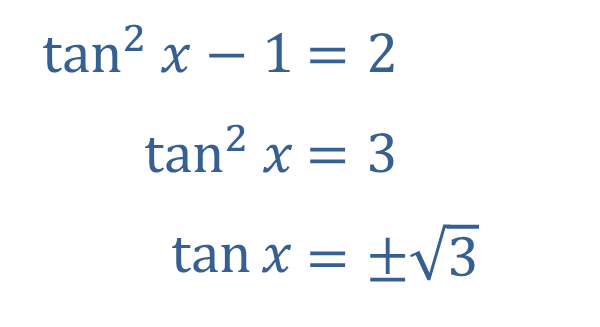 tan² x − 1 = 2
tan² x = 3
tan x = ±√3